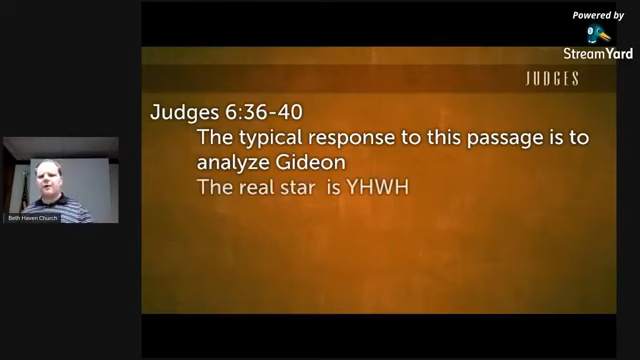 Powered by
StreamYard
JUDGES
Judges 6:36-40
The typical response to this passage is to
analyze Gideon
The real star is YHWH
Beth Haven Church